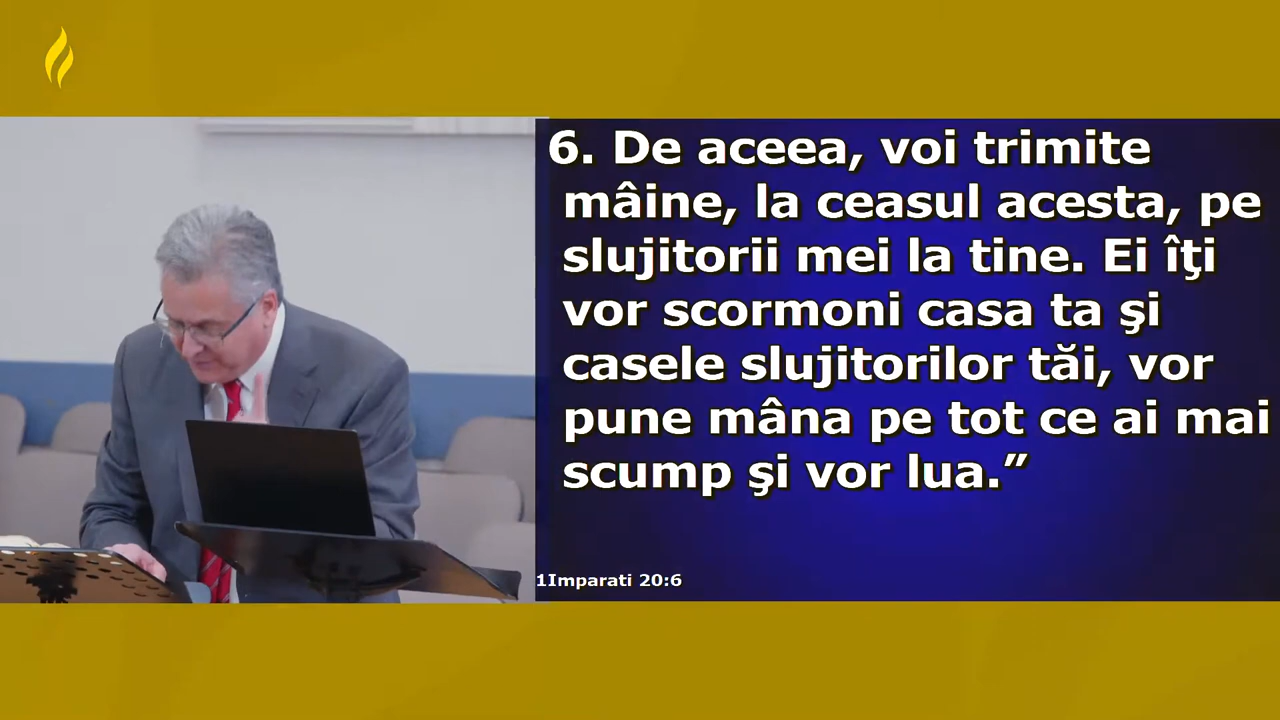 6. De aceea, voi trimite
mâine, la ceasul acesta, pe
slujitorii mei la tine. Ei îţi
vor scormoni casa ta şi
casele slujitorilor tăi, vor
pune mâna pe tot ce ai mai
scump şi vor lua.”
1Imparati 20:6